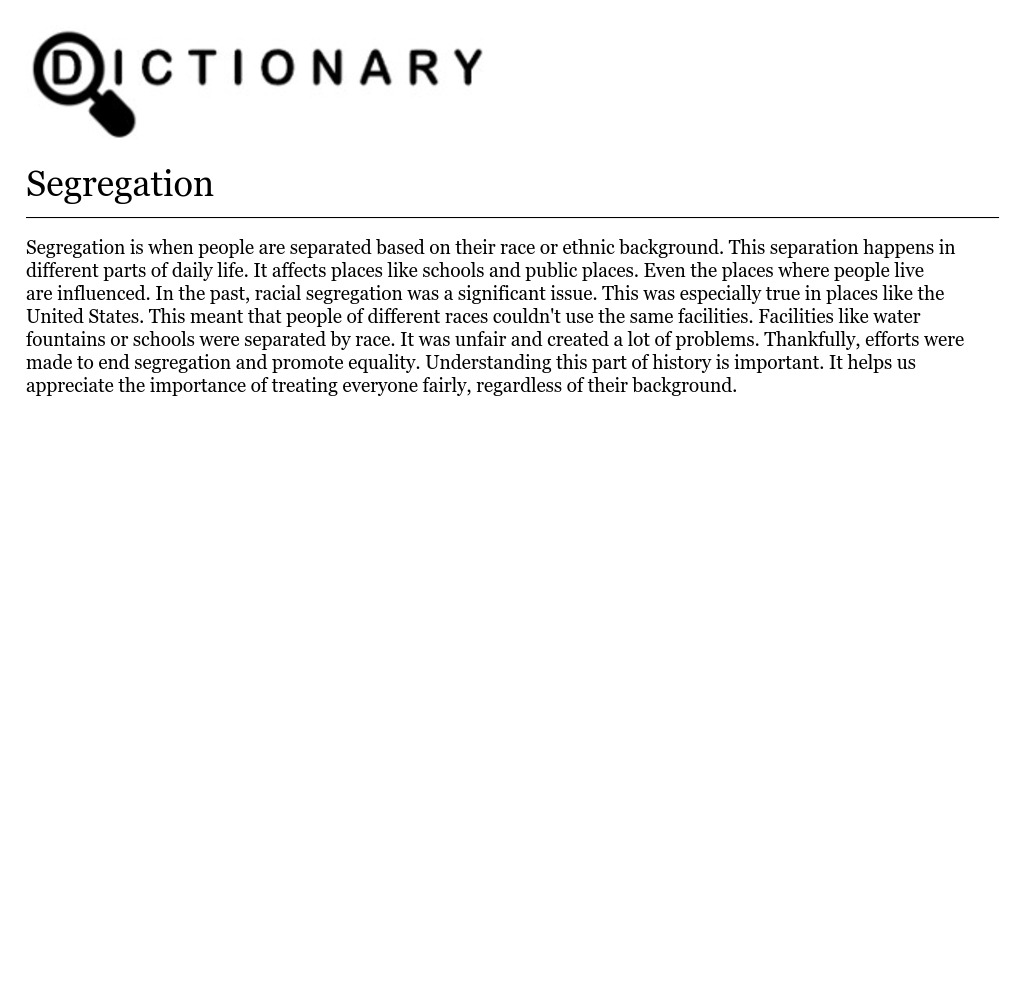 DICTIONARY
Segregation
Segregation is when people are separated based on their race or ethnic background. This separation happens in
different parts of daily life. It affects places like schools and public places. Even the places where people live
are influenced. In the past, racial segregation was a significant issue. This was especially true in places like the
United States. This meant that people of different races couldn't use the same facilities. Facilities like water
fountains or schools were separated by race. It was unfair and created a lot of problems. Thankfully, efforts were
made to end segregation and promote equality. Understanding this part of history is important. It helps us
appreciate the importance of treating everyone fairly, regardless of their background.